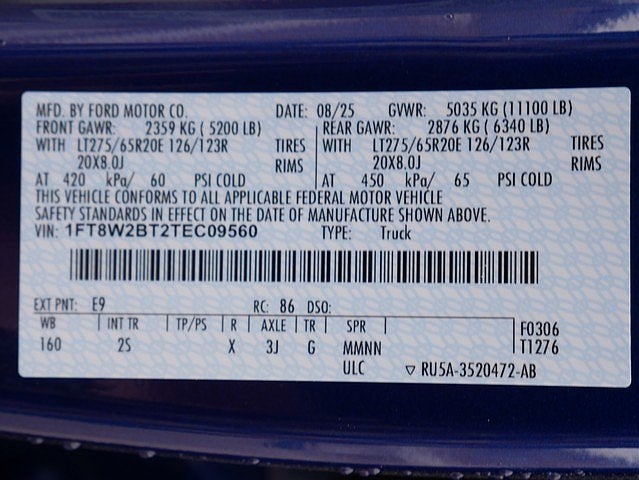 MFD. BY FORD MOTOR CO. DATE: 08/25 GVWR: 5035 KG (11100 LB)
FRONT GAWR: 2359 KG ( 5200 LB) REAR GAWR: 2876 KG ( 6340 LB)
WITH LT275/65R20E 126/123R TIRES WITH LT275/65R20E 126/123R TIRES
20X8.0J RIMS 20X8.0J RIMS
AT 420 kPa/ 60 PSI COLD AT 450 kPa/ 65 PSI COLD
THIS VEHICLE CONFORMS TO ALL APPLICABLE FEDERAL MOTOR VEHICLE
SAFETY STANDARDS IN EFFECT ON THE DATE OF MANUFACTURE SHOWN ABOVE.
VIN: 1FT8W2BT2TEC09560 TYPE: Truck
EXT PNT: E9 RC: 86 DSO:
WB INT TR TP/PS R AXLE TR SPR F0306
160 2S X 3J G MMNN T1276
ULC ▽ RU5A-3520472-AB